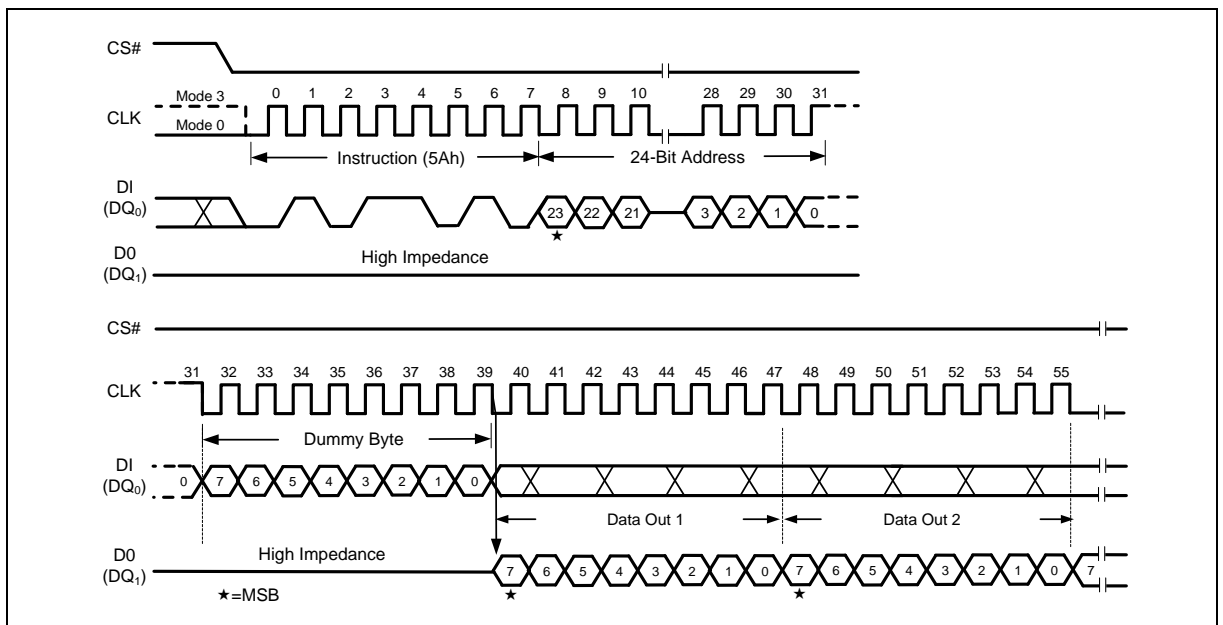 CS#
Mode 3
0 1 2 3 4 5 6 7 8 9 10 28 29 30 31
CLK
Mode 0
Instruction (5Ah) 24-Bit Address
DI
(DQ0)
23 22 21 3 2 1 0
★
D0
(DQ1)
High Impedance
CS#
31 32 33 34 35 36 37 38 39 40 41 42 43 44 45 46 47 48 49 50 51 52 53 54 55
CLK
Dummy Byte
DI
(DQ0)
0 7 6 5 4 3 2 1 0
Data Out 1 Data Out 2
D0
(DQ1)
High Impedance
7 6 5 4 3 2 1 0 7 6 5 4 3 2 1 0 7
★=MSB ★ ★